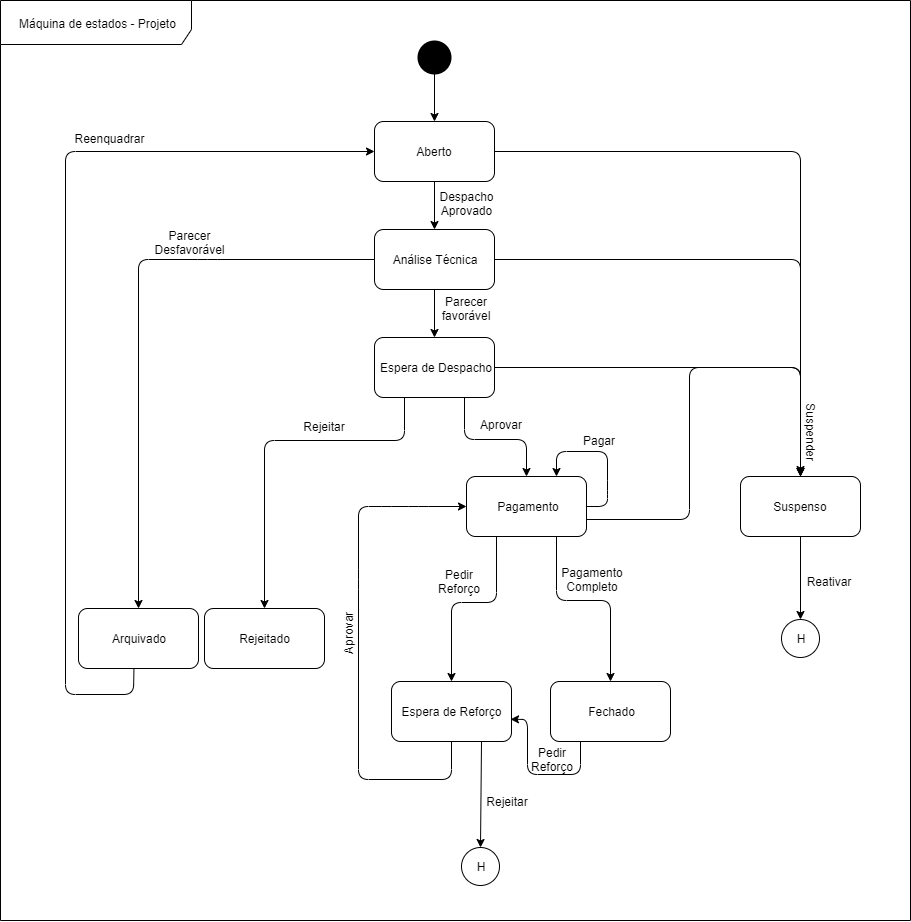 Máquina de estados - Projeto
Reenquadrar
Aberto
Despacho
Aprovado
Parecer
Desfavorável
Análise Técnica
Parecer
favorável
Espera de Despacho
Rejeitar
Aprovar
Pagar
Suspender
Pagamento
Suspenso
Pedir
Reforço
Pagamento
Completo
Reativar
Aprovar
Arquivado
Rejeitado
H
Espera de Reforço
Fechado
Pedir
Reforço
Rejeitar
H